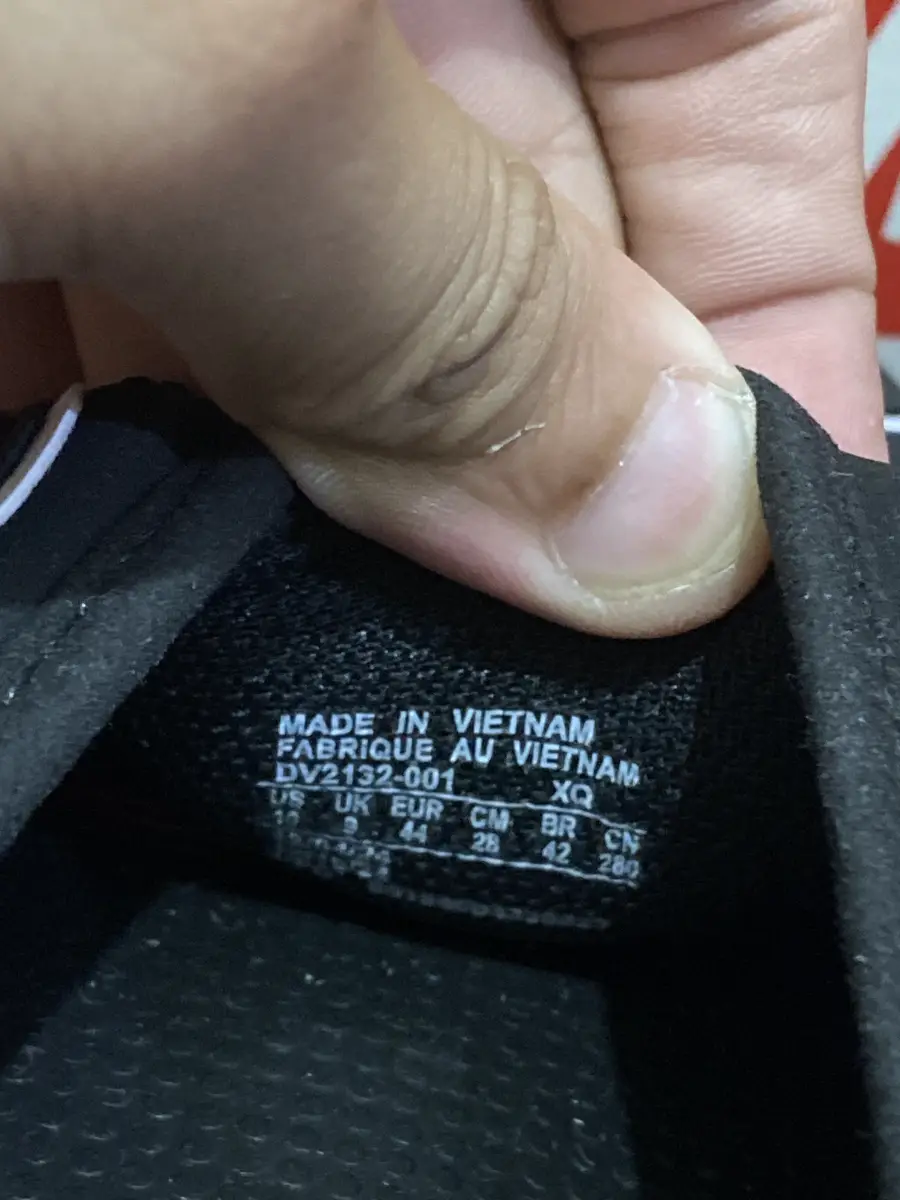 MADE IN VIETNAM
FABRIQUE AU VIETNAM
DV2132-001 XQ
US UK EUR CM BR CN
10 9 44 28 42 280